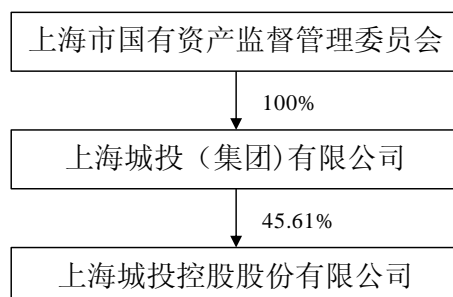 上海市国有资产监督管理委员会
100%
上海城投（集团)有限公司
45.61%
上海城投控股股份有限公司